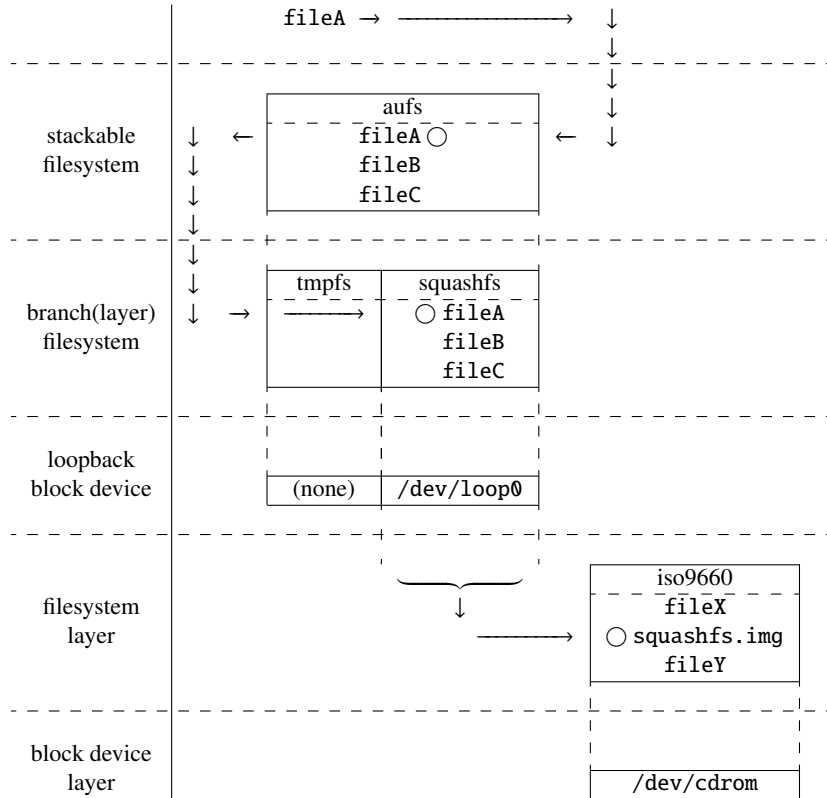 fileA → ⟶ ↓
↓
↓
↓
aufs
stackable ↓ ← fileA ○ ← ↓
filesystem ↓ fileB
↓ fileC
↓
↓
↓ tmpfs squashfs
branch(layer) ↓ → ⟶ ○ fileA
filesystem fileB
fileC
loopback
block device (none) /dev/loop0
iso9660
filesystem ↓ fileX
layer ⟶ ○ squashfs.img
fileY
block device
layer /dev/cdrom